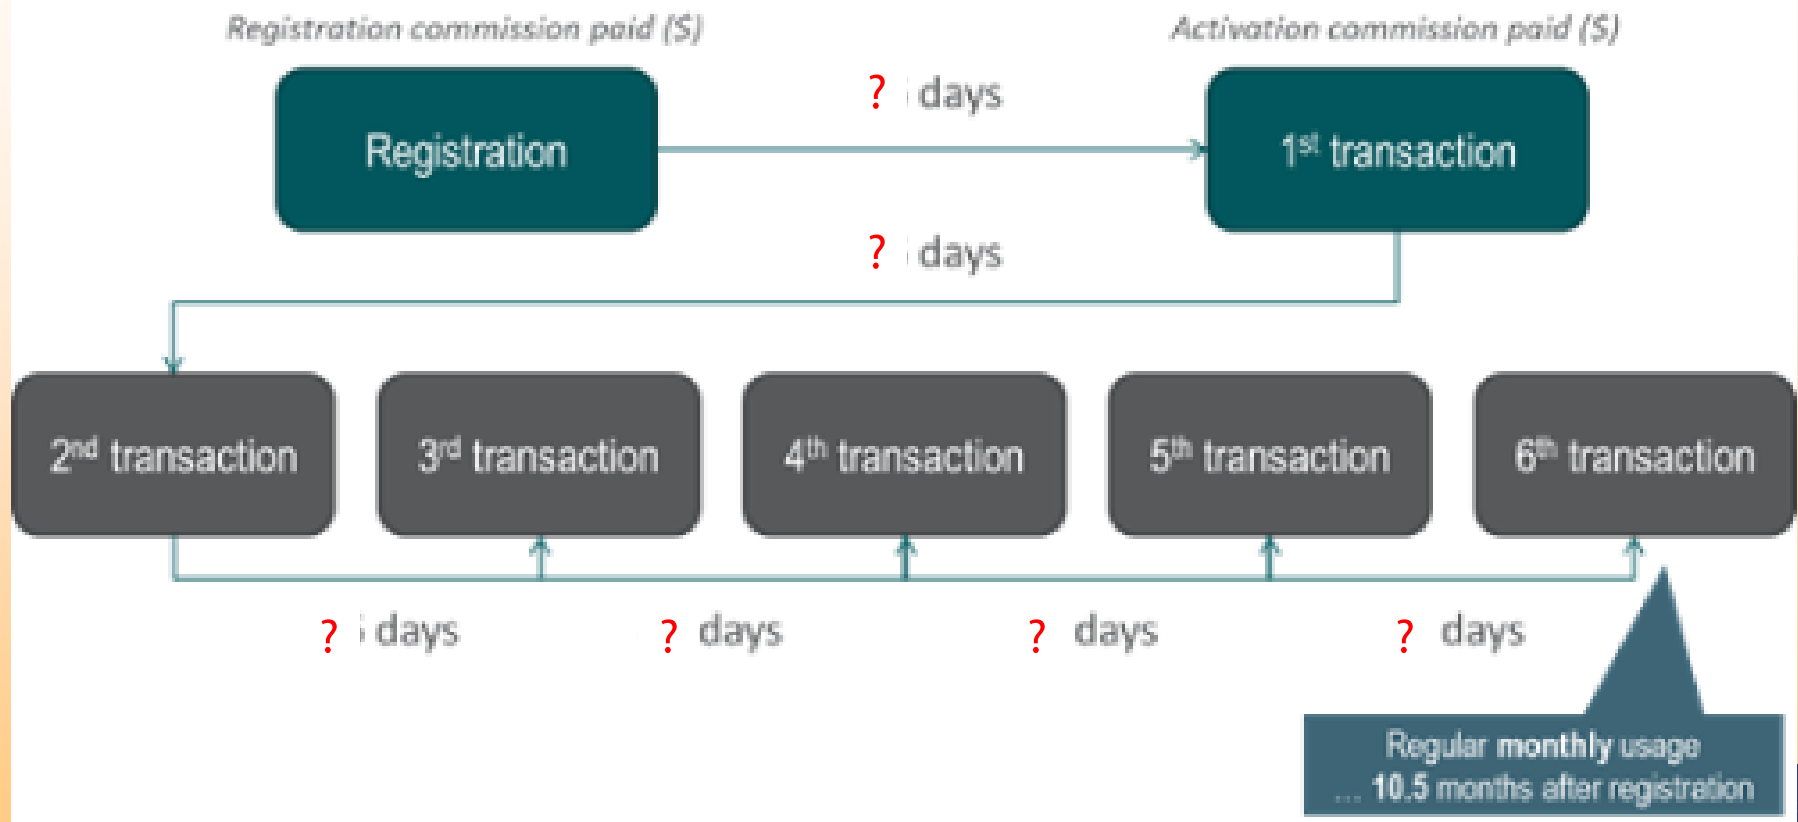 Registration commission paid ($)
Activation commission paid ($)
? days
Registration
1st transaction
? days
2nd transaction
3rd transaction
4th transaction
5th transaction
6th transaction
? days
? days
? days
? days
Regular monthly usage
... 10.5 months after registration